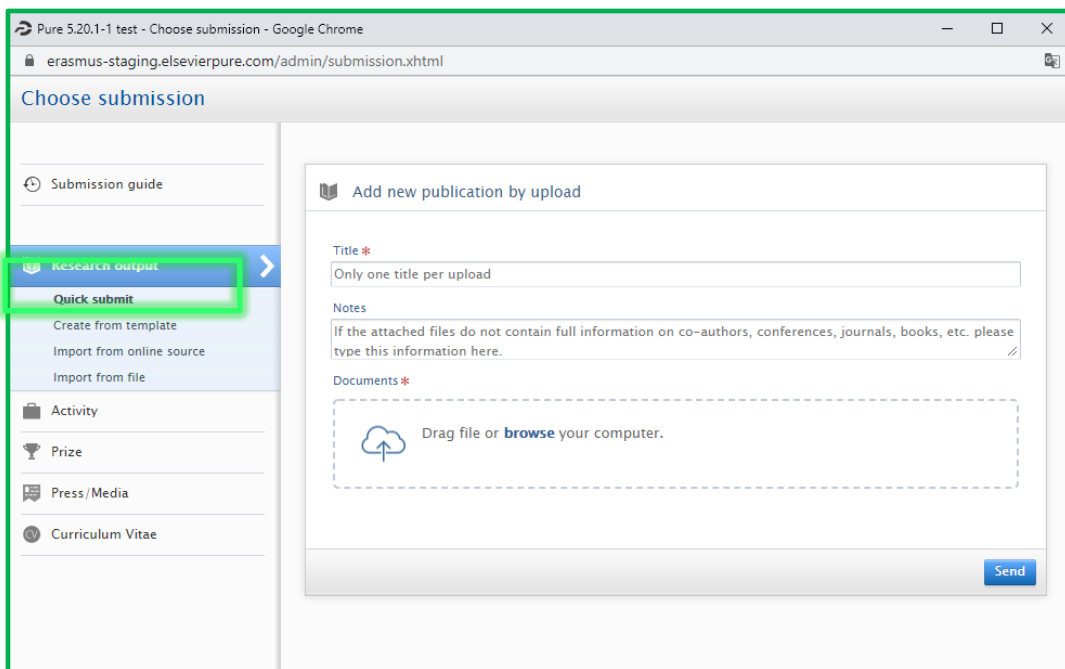 Pure 5.20.1-1 test - Choose submission - Google Chrome
erasmus-staging.elsevierpure.com/admin/submission.xhtml
Choose submission
Submission guide
Research output
Quick submit
Create from template
Import from online source
Import from file
Activity
Prize
Press/Media
CV
Curriculum Vitae
Add new publication by upload
Title *
Only one title per upload
Notes
If the attached files do not contain full information on co-authors, conferences, journals, books, etc. please
type this information here.
Documents *
Drag file or browse your computer.
Send